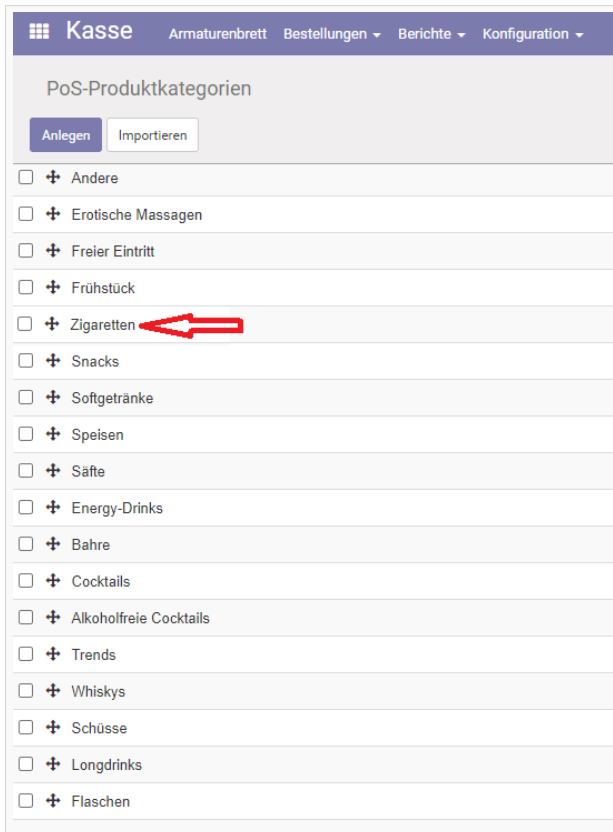 Kasse Armaturenbrett Bestellungen Berichte Konfiguration
PoS-Produktkategorien
Anlegen Importieren
Andere
Erotische Massagen
Freier Eintritt
Frühstück
Zigaretten
Snacks
Softgetränke
Speisen
Säfte
Energy-Drinks
Bahre
Cocktails
Alkoholfreie Cocktails
Trends
Whiskys
Schüsse
Longdrinks
Flaschen